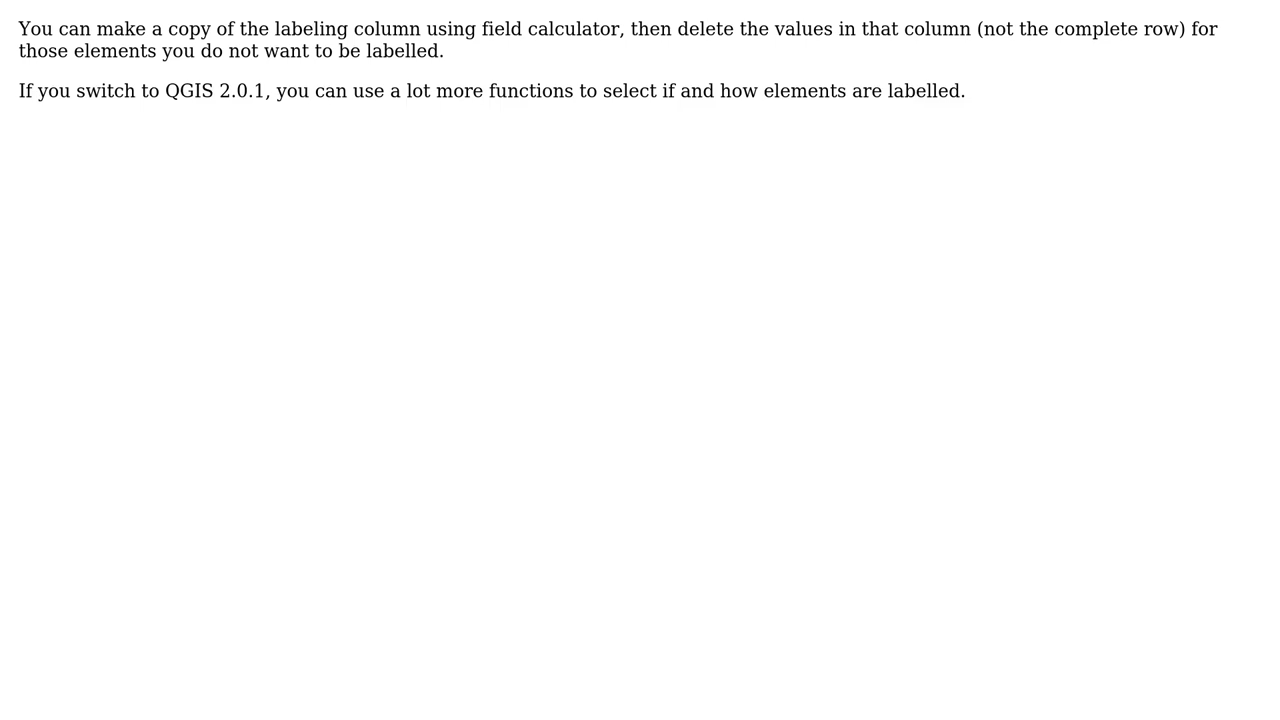 You can make a copy of the labeling column using field calculator, then delete the values in that column (not the complete row) for
those elements you do not want to be labelled.
If you switch to QGIS 2.0.1, you can use a lot more functions to select if and how elements are labelled.